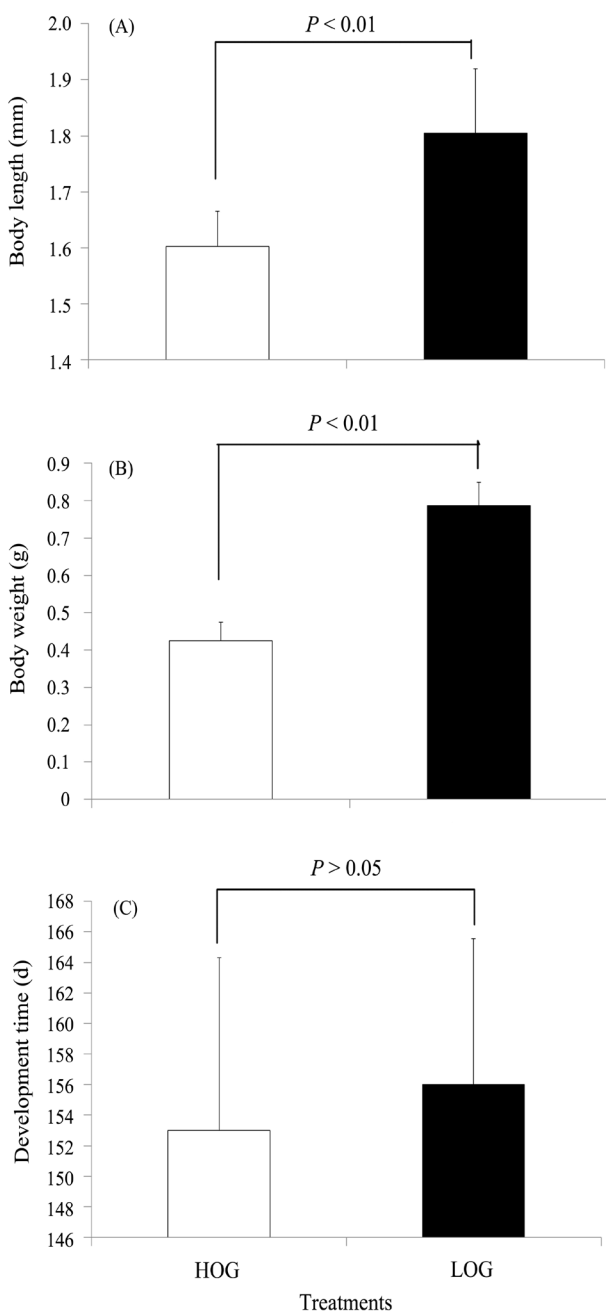 P < 0.01
(A)
Body length (mm)
2.0
1.9
1.8
1.7
1.6
1.5
1.4
P < 0.01
(B)
Body weight (g)
0.9
0.8
0.7
0.6
0.5
0.4
0.3
0.2
0.1
0
P > 0.05
(C)
Development time (d)
168
166
164
162
160
158
156
154
152
150
148
146
HOG LOG
Treatments